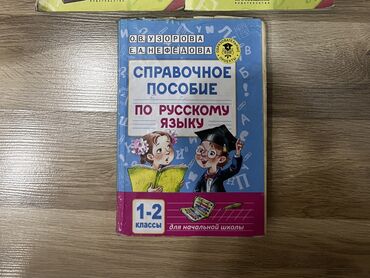 О.В. УЗОРОВА
Е.А. НЕФЁДОВА
СПРАВОЧНОЕ
ПОСОБИЕ
ПО РУССКОМУ
ЯЗЫКУ
1-2
КЛАССЫ
для начальной школы